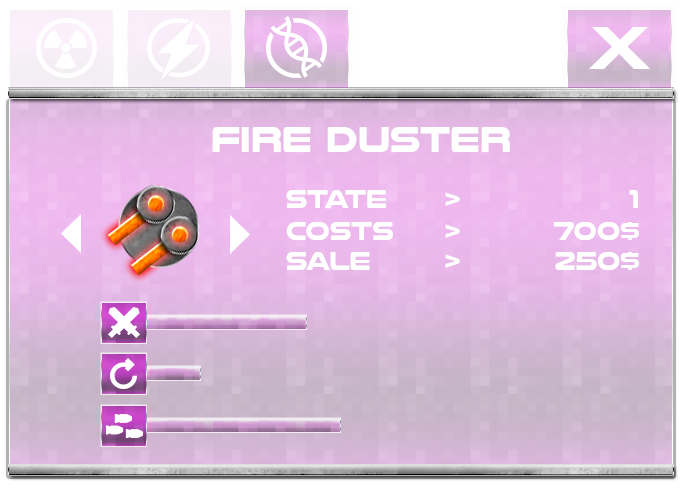 FIRE DUSTER
STATE > 1
COSTS > 700$
SALE > 250$